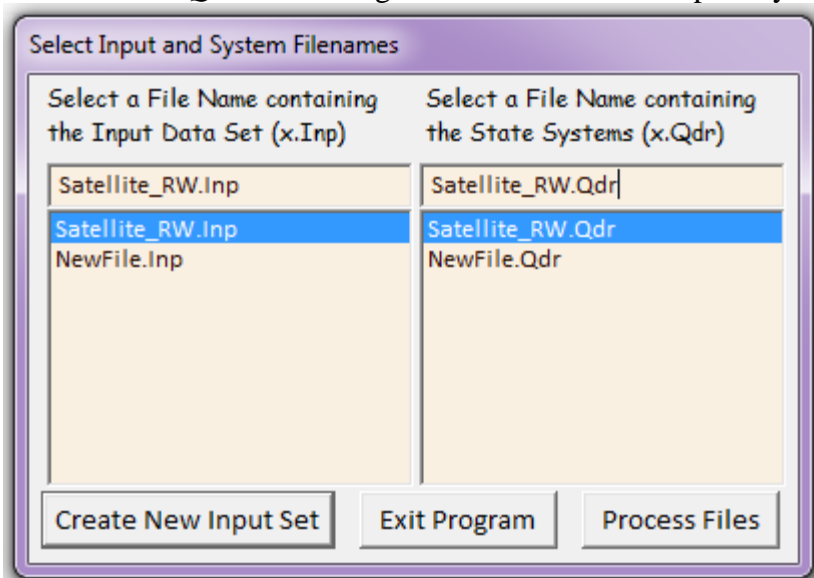 Select Input and System Filenames
Select a File Name containing
the Input Data Set (x.Inp)
Select a File Name containing
the State Systems (x.Qdr)
Satellite_RW.Inp
Satellite_RW.Qdr
Satellite_RW.Inp
NewFile.Inp
Satellite_RW.Qdr
NewFile.Qdr
Create New Input Set
Exit Program
Process Files